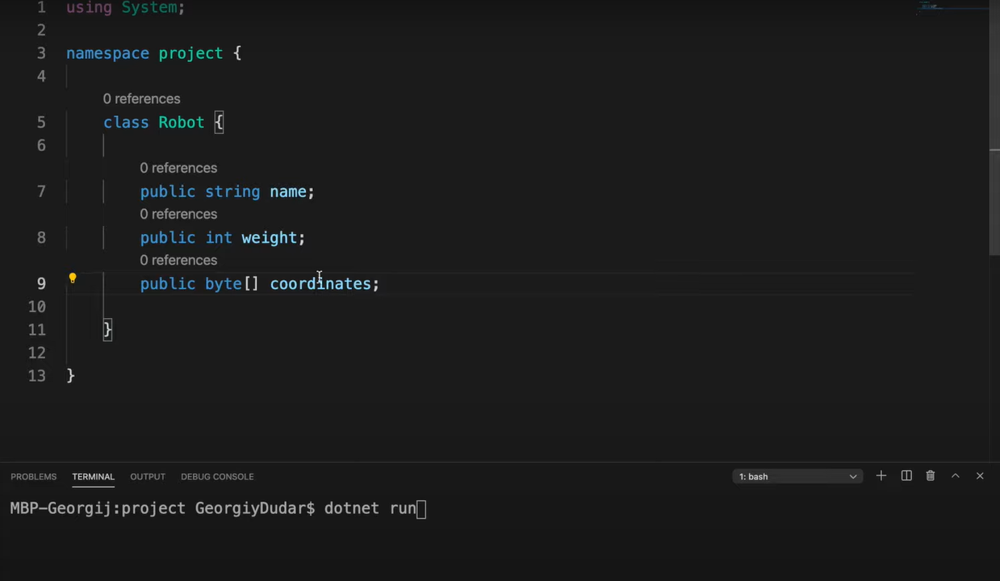 1 using System;
2
3 namespace project {
4
0 references
5 class Robot {
6
0 references
7 public string name;
0 references
8 public int weight;
0 references
9 public byte[] coordinates;
10
11 }
12
13 }
PROBLEMS TERMINAL OUTPUT DEBUG CONSOLE 1: bash
MBP-Georgij:project GeorgiyDudar$ dotnet run